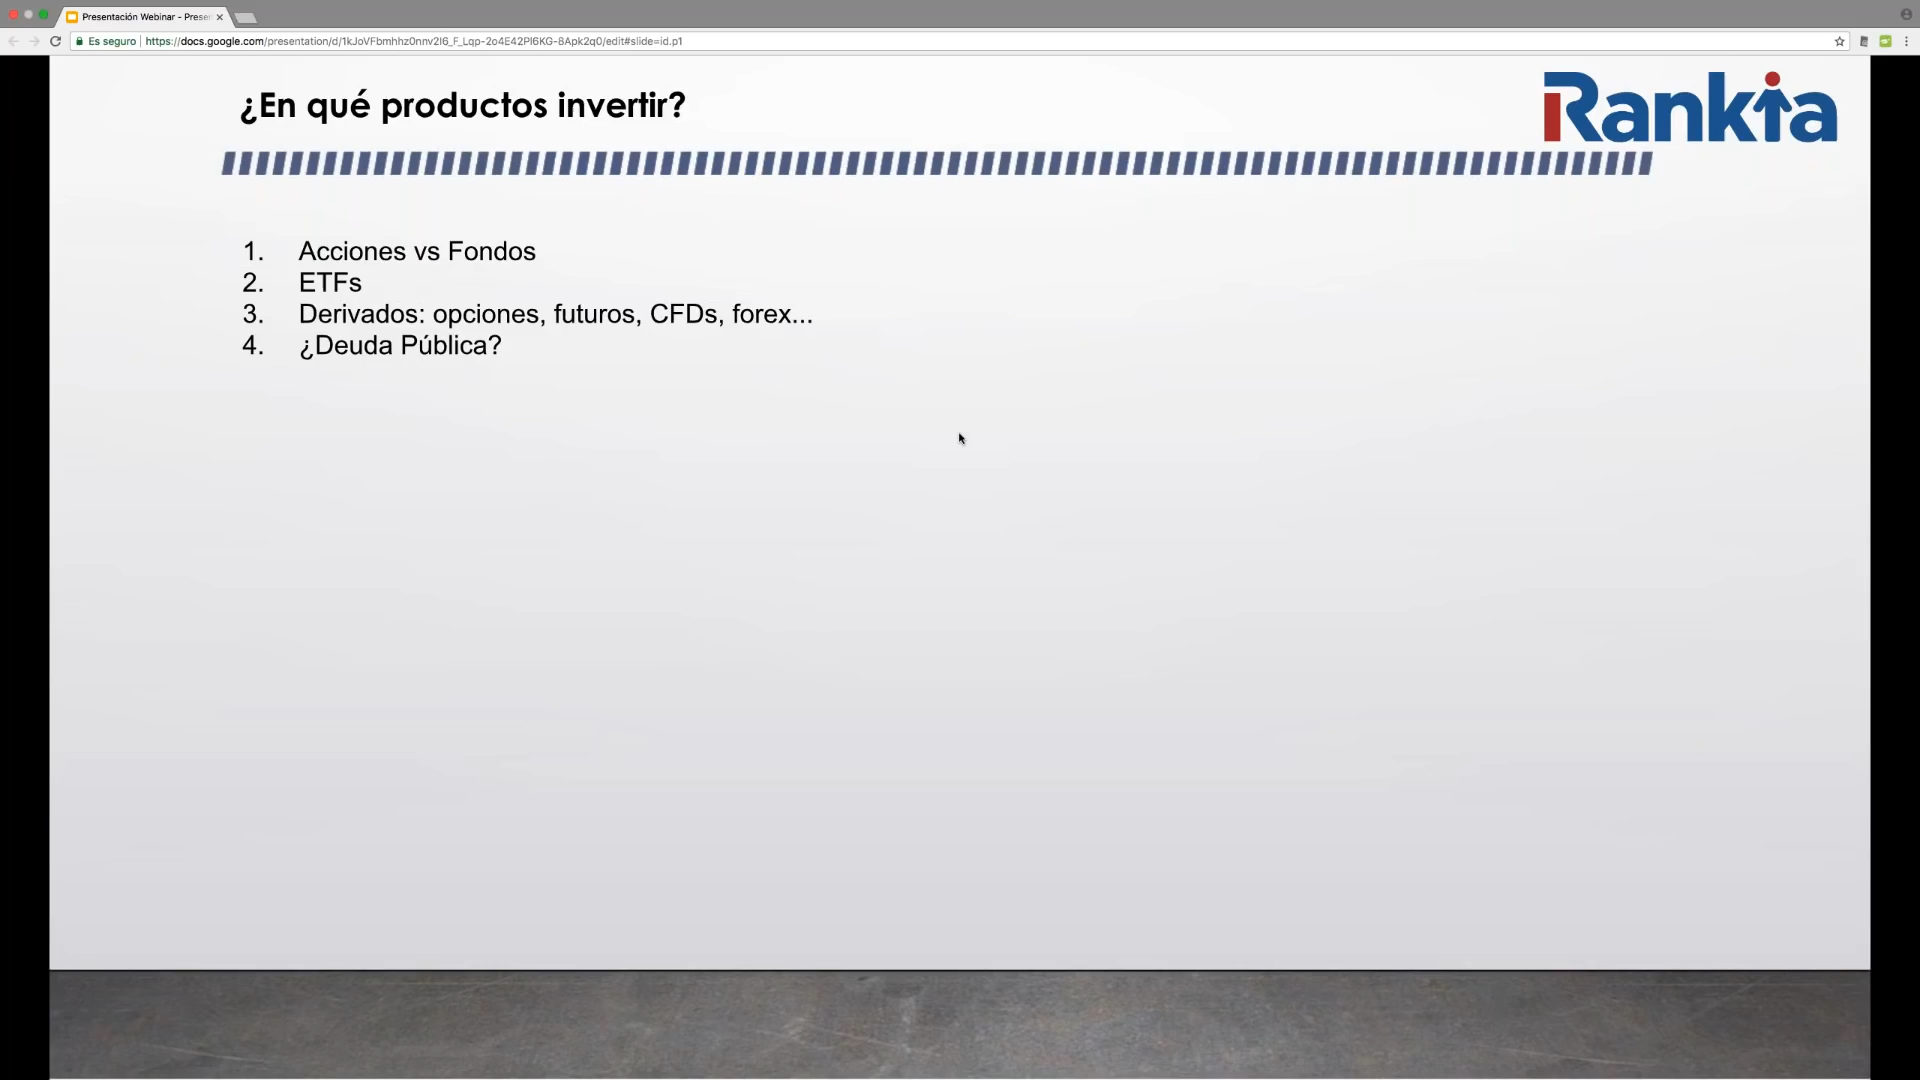 Presentación Webinar - Presen
Es seguro
https://docs.google.com/presentation/d/1kJoVFbmhhz0nnv2I6_F_Lqp-2o4E42PI6KG-8Apk2q0/edit#slide=id.p1
¿En qué productos invertir?
Rankia
1. Acciones vs Fondos
2. ETFs
3. Derivados: opciones, futuros, CFDs, forex...
4. ¿Deuda Pública?